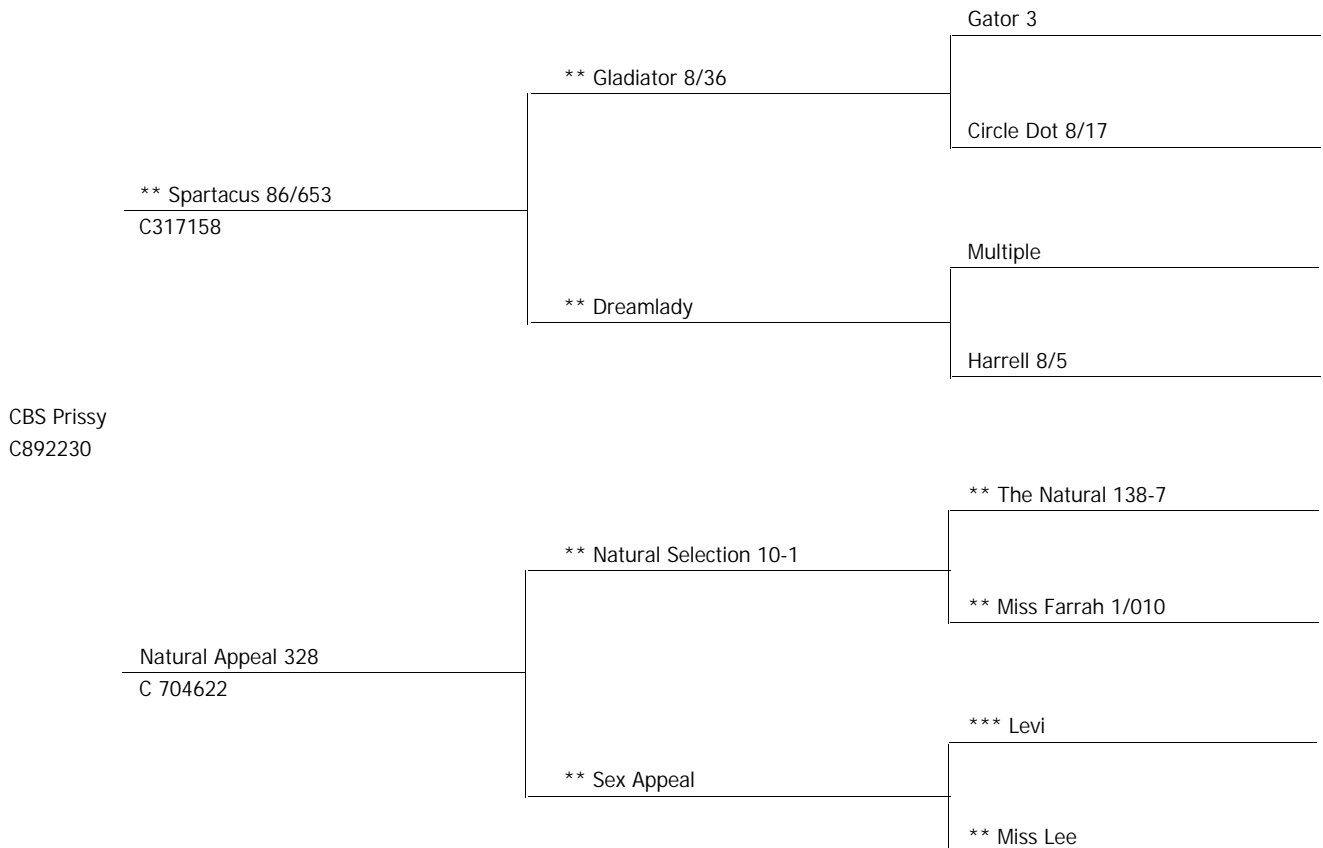 Gator 3
** Gladiator 8/36
Circle Dot 8/17
** Spartacus 86/653
C317158
Multiple
** Dreamlady
Harrell 8/5
CBS Prissy
C892230
** The Natural 138-7
** Natural Selection 10-1
** Miss Farrah 1/010
Natural Appeal 328
C 704622
*** Levi
** Sex Appeal
** Miss Lee